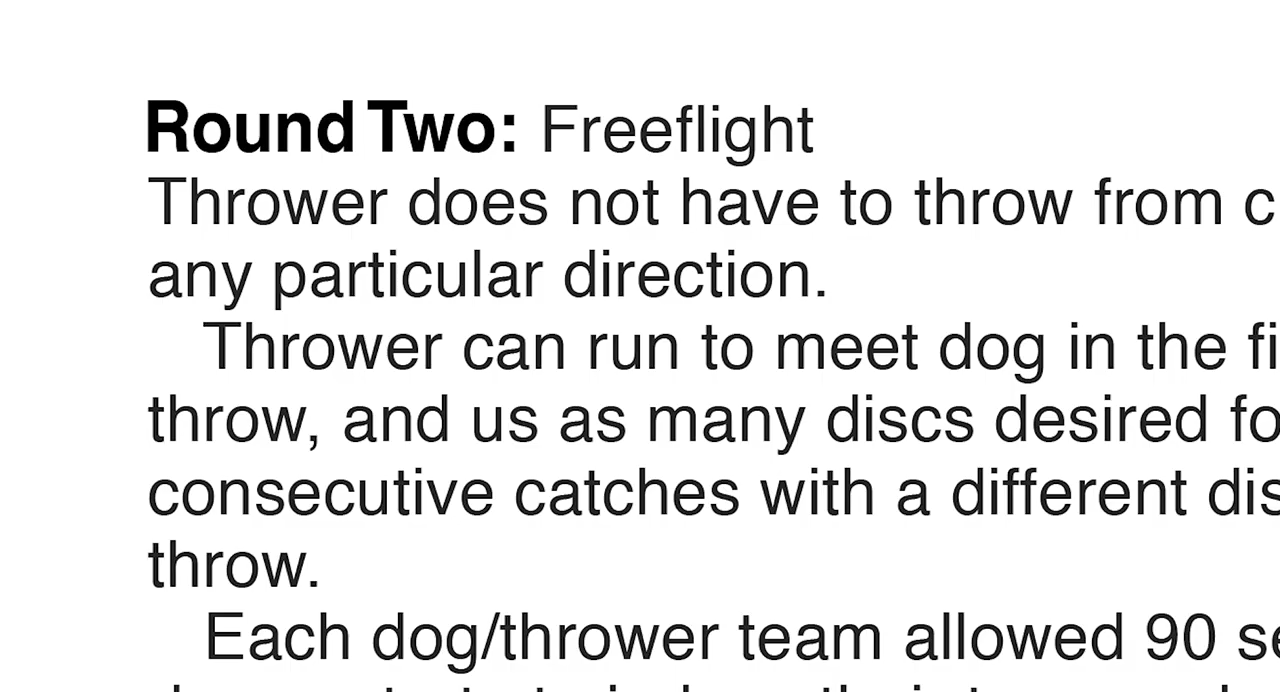 Round Two: Freeflight
Thrower does not have to throw from
any particular direction.
Thrower can run to meet dog in the
throw, and us as many discs desired
consecutive catches with a different
throw.
Each dog/thrower team allowed 90